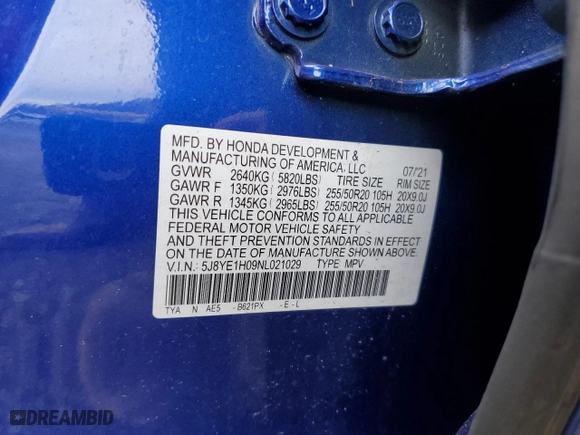 MFD. BY HONDA DEVELOPMENT &
MANUFACTURING OF AMERICA, LLC 07/'21
GVWR 2640KG (5820LBS) TIRE SIZE RIM SIZE
GAWR F 1350KG (2976LBS) 255/50R20 105H 20X9.0J
GAWR R 1345KG (2965LBS) 255/50R20 105H 20X9.0J
THIS VEHICLE CONFORMS TO ALL APPLICABLE
FEDERAL MOTOR VEHICLE SAFETY
AND THEFT PREVENTION STANDARDS IN EFFECT ON
THE DATE OF MANUFACTURE SHOWN ABOVE.
V.I.N.: 5J8YE1H09NL021029 TYPE: MPV
TYA N AE5 -B621PX -E-L
DREAMBID